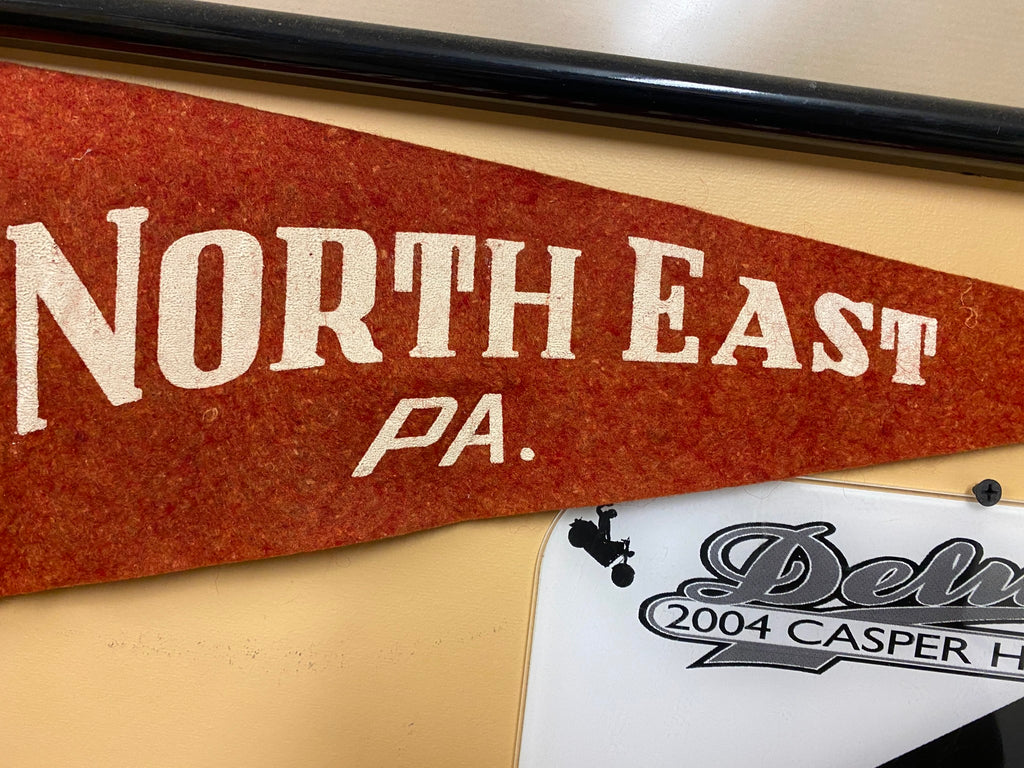 NORTH EAST
PA.
2004 CASPER